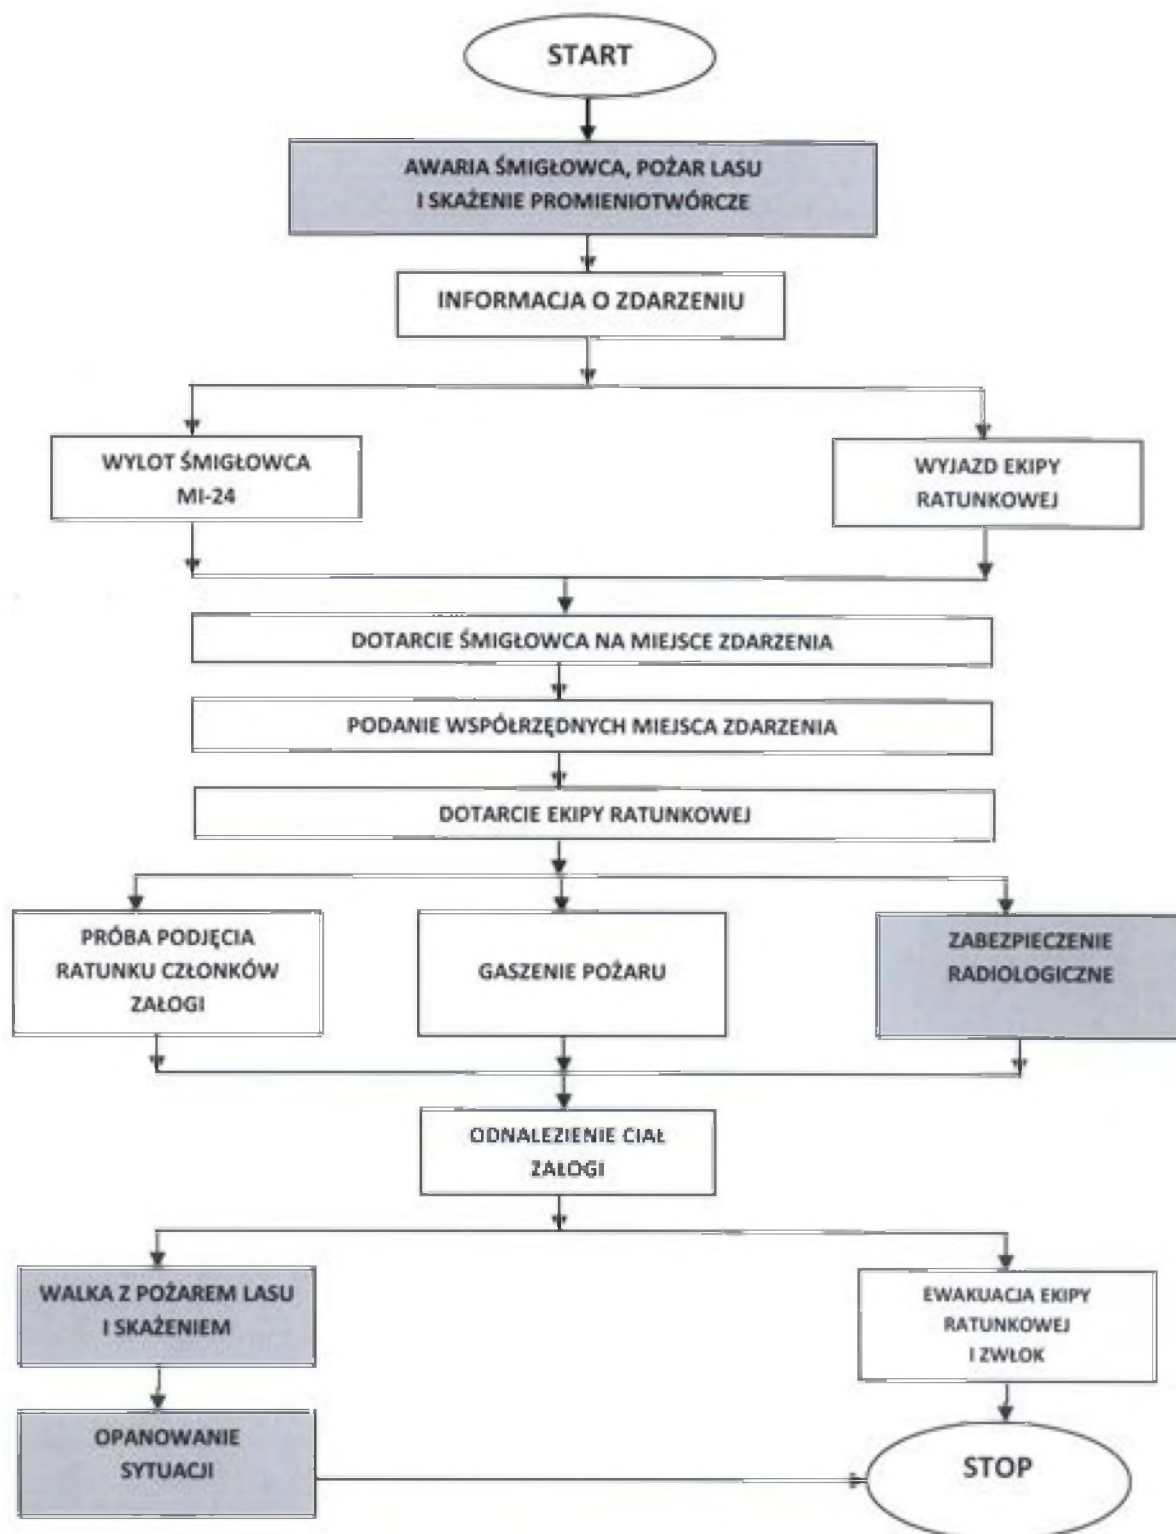 START
AWARIA ŚMIGŁOWCA, POŻAR LASU
I SKAŻENIE PROMIENIOTWÓRCZE
INFORMACJA O ZDARZENIU
WYLOT ŚMIGŁOWCA
MI-24
WYJAZD EKIPY
RATUNKOWEJ
DOTARCIE ŚMIGŁOWCA NA MIEJSCE ZDARZENIA
PODANIE WSPÓŁRZĘDNYCH MIEJSCA ZDARZENIA
DOTARCIE EKIPY RATUNKOWEJ
PRÓBA PODJĘCIA
RATUNKU CZŁONKÓW
ZAŁOGI
GASZENIE POŻARU
ZABEZPIECZENIE
RADIOLOGICZNE
ODNALEZIENIE CIAŁ
ZAŁOGI
WALKA Z POŻAREM LASU
I SKAŻENIEM
EWAKUACJA EKIPY
RATUNKOWEJ
I ZWŁOK
OPANOWANIE
SYTUACJI
STOP